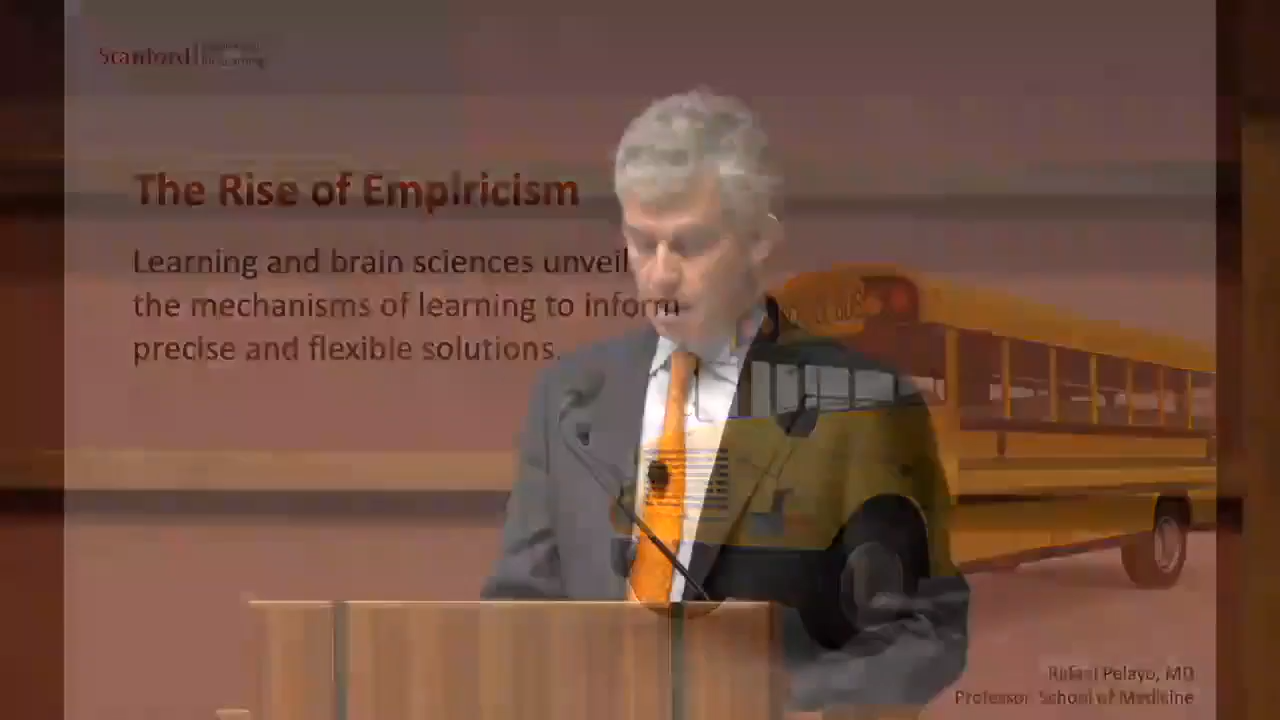 Stanford
The Rise of Empiricism
Learning and brain sciences unveil
the mechanisms of learning to inform
precise and flexible solutions.
Rafael Pelayo, MD
Professor, School of Medicine